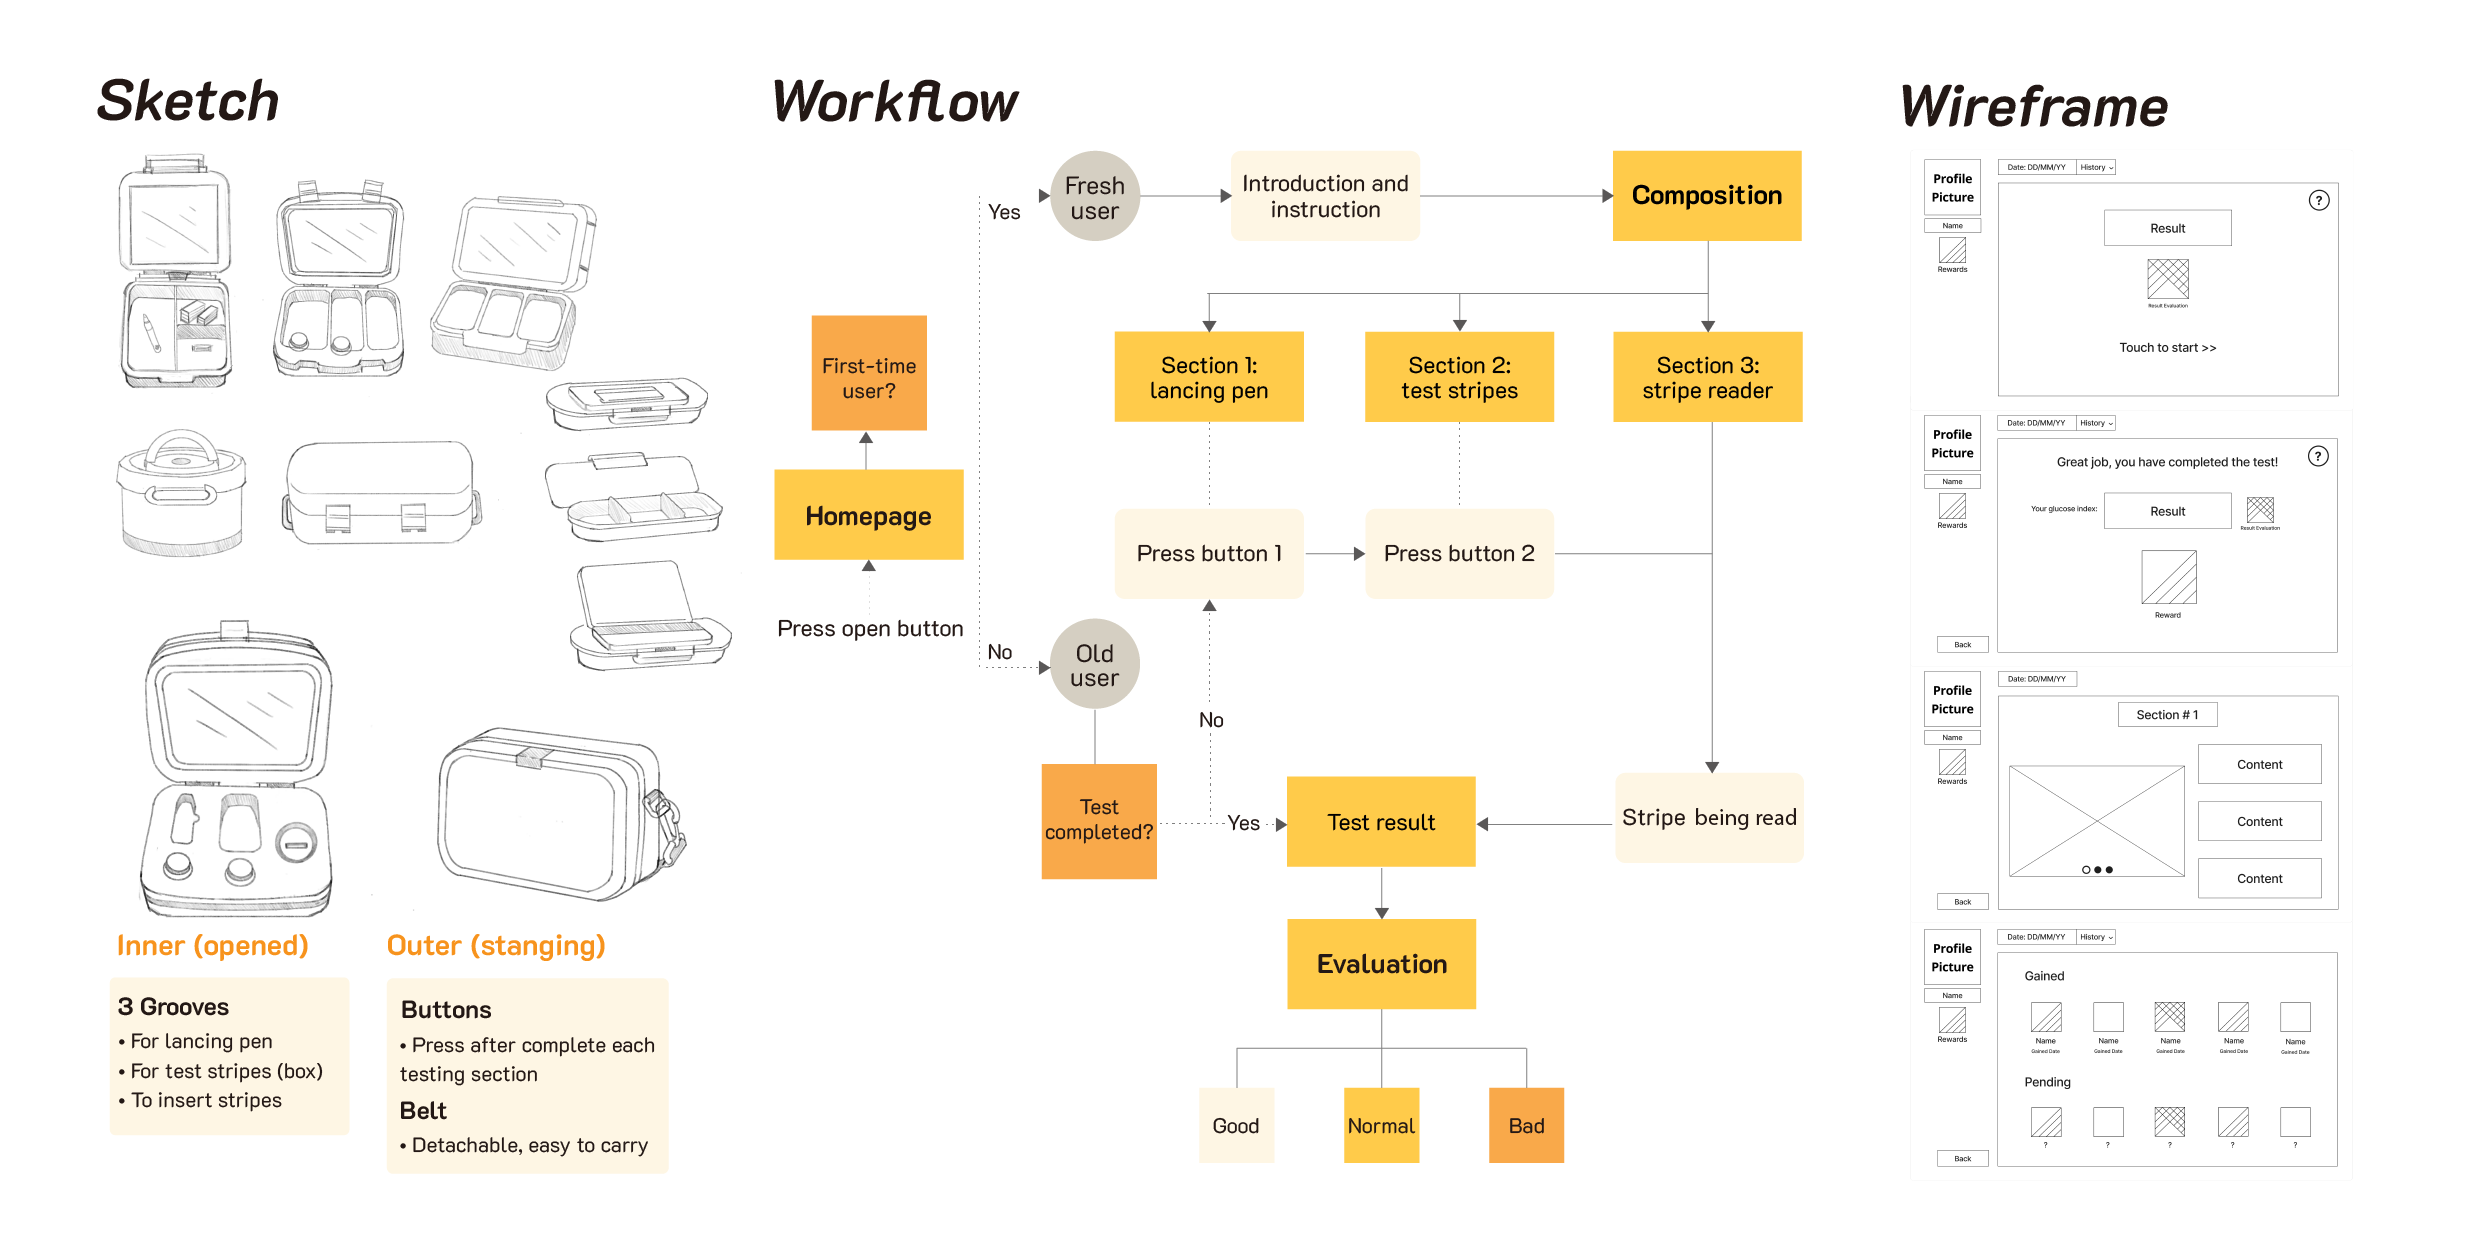 Sketch
Inner (opened)
3 Grooves
• For lancing pen
• For test stripes (box)
• To insert stripes
Outer (stanging)
Buttons
• Press after complete each
testing section
Belt
• Detachable, easy to carry
Workflow
Press open button
Homepage
First-time
user?
Yes
No
Fresh
user
Introduction and
instruction
Composition
Section 1:
lancing pen
Section 2:
test stripes
Section 3:
stripe reader
Press button 1
Press button 2
Old
user
No
Test
completed?
Yes
Test result
Stripe being read
Evaluation
Good
Normal
Bad
Wireframe
Profile
Picture
Name
Rewards
Date: DD/MM/YY
History
?
Result
Result Evaluation
Touch to start >>
Profile
Picture
Name
Rewards
Date: DD/MM/YY
History
?
Great job, you have completed the test!
Your glucose index:
Result
Result Evaluation
Reward
Back
Profile
Picture
Name
Rewards
Date: DD/MM/YY
Section # 1
Content
Content
Content
Back
Profile
Picture
Name
Rewards
Date: DD/MM/YY
History
Gained
Name
Gained Date
Name
Gained Date
Name
Gained Date
Name
Gained Date
Name
Gained Date
Pending
?
?
?
?
?
Back